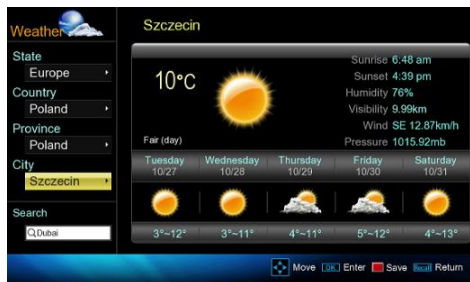 Weather
Szczecin
State
Europe
Country
Poland
Province
Poland
City
Szczecin
Search
Dubai
10°C
Fair (day)
Sunrise 6:48 am
Sunset 4:39 pm
Humidity 76%
Visibility 9.99km
Wind SE 12.87km/h
Pressure 1015.92mb
Tuesday Wednesday Thursday Friday Saturday
10/27 10/28 10/29 10/30 10/31
3°~12° 3°~11° 4°~11° 5°~12° 4°~13°
Move OK Enter Save Recall Return